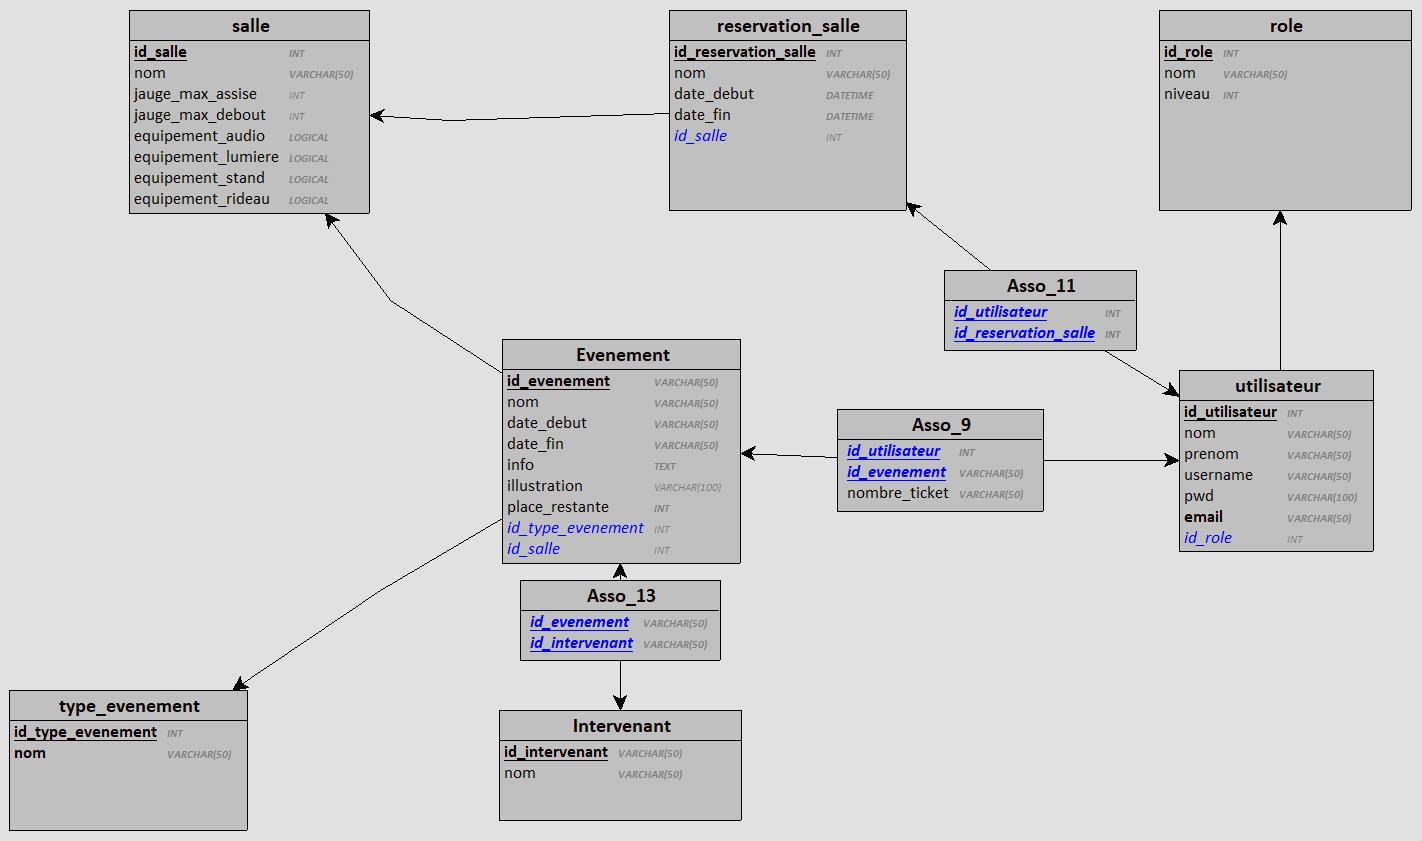 salle
id_salle INT
nom VARCHAR(50)
jauge_max_assise INT
jauge_max_debout INT
equipement_audio LOGICAL
equipement_lumiere LOGICAL
equipement_stand LOGICAL
equipement_rideau LOGICAL
reservation_salle
id_reservation_salle INT
nom VARCHAR(50)
date_debut DATETIME
date_fin DATETIME
id_salle INT
role
id_role INT
nom VARCHAR(50)
niveau INT
Asso_11
id_utilisateur INT
id_reservation_salle INT
Evenement
id_evenement VARCHAR(50)
nom VARCHAR(50)
date_debut VARCHAR(50)
date_fin VARCHAR(50)
info TEXT
illustration VARCHAR(100)
place_restante INT
id_type_evenement INT
id_salle INT
Asso_9
id_utilisateur INT
id_evenement VARCHAR(50)
nombre_ticket VARCHAR(50)
utilisateur
id_utilisateur INT
nom VARCHAR(50)
prenom VARCHAR(50)
username VARCHAR(50)
pwd VARCHAR(100)
email VARCHAR(50)
id_role INT
Asso_13
id_evenement VARCHAR(50)
id_intervenant VARCHAR(50)
type_evenement
id_type_evenement INT
nom VARCHAR(50)
Intervenant
id_intervenant VARCHAR(50)
nom VARCHAR(50)